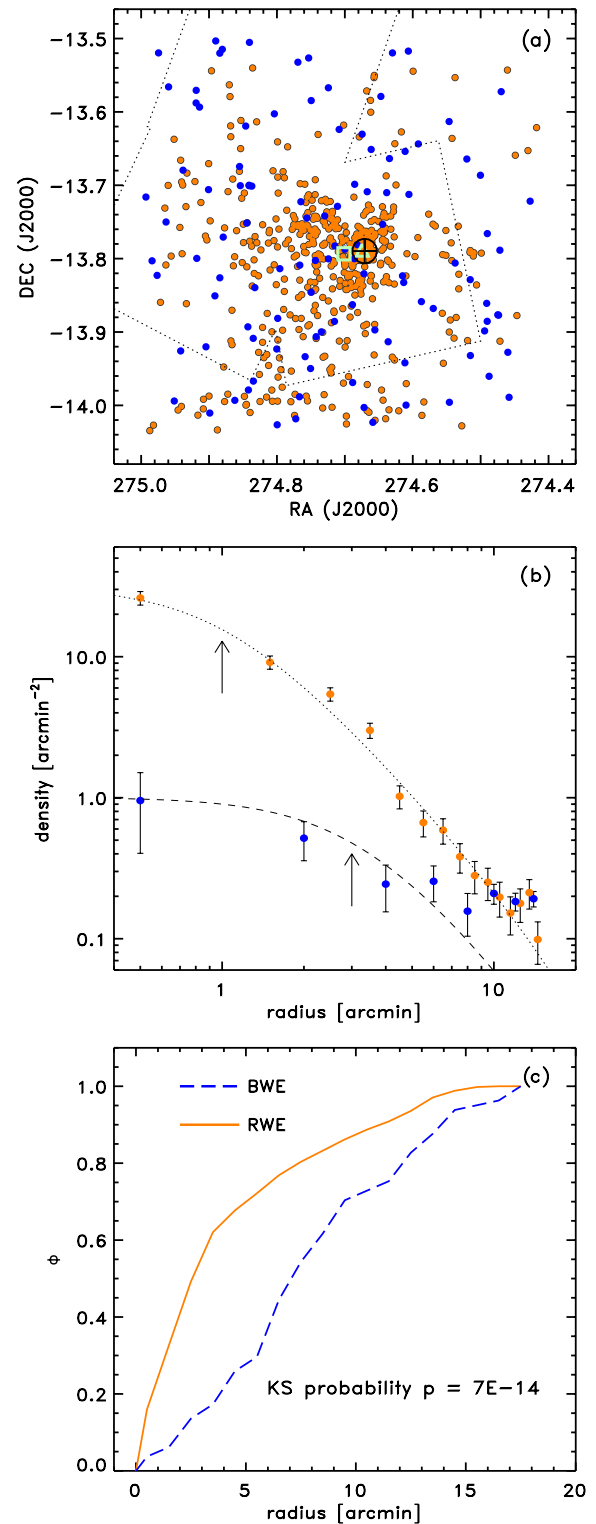 (a)
−13.5
−13.6
−13.7
−13.8
−13.9
−14.0
DEC (J2000)
275.0 274.8 274.6 274.4
RA (J2000)
(b)
10.0
1.0
0.1
density [arcmin⁻²]
1 10
radius [arcmin]
(c)
BWE
RWE
1.0
0.8
0.6
0.4
0.2
0.0
Φ
KS probability p = 7E−14
0 5 10 15 20
radius [arcmin]